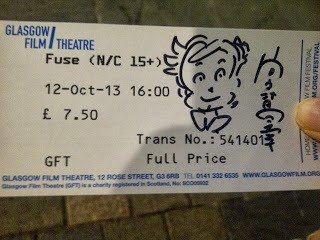 GLASGOW
FILM THEATRE
Fuse (N/C 15+)
12-Oct-13 16:00
£ 7.50
Trans No.: 541401
GFT Full Price
GLASGOW FILM THEATRE, 12 ROSE STREET, G3 6RB TEL 0141 332 6535 WWW.GLASGOWFILM.ORG
Glasgow Film Theatre (GFT) is a charity registered in Scotland, No: SC005932